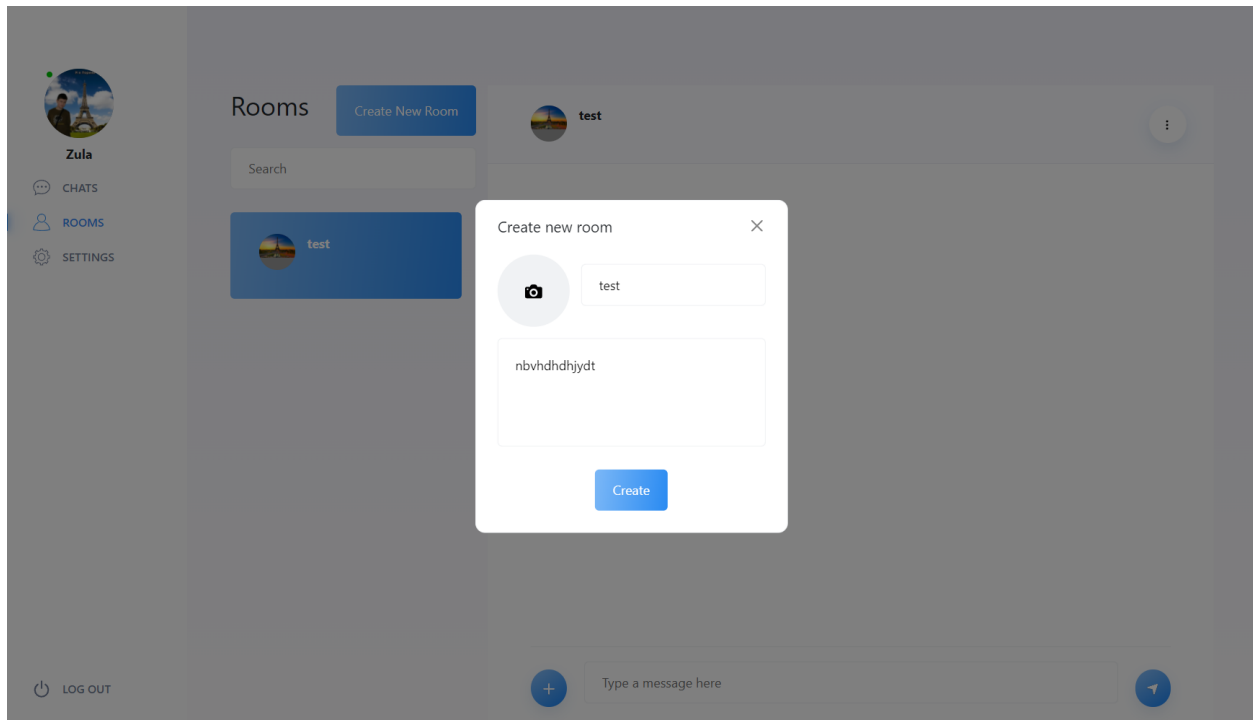 Zula
CHATS
ROOMS
SETTINGS
LOG OUT
Rooms
Create New Room
Search
test
test
Create new room
test
nbvhdhdhjydt
Create
Type a message here